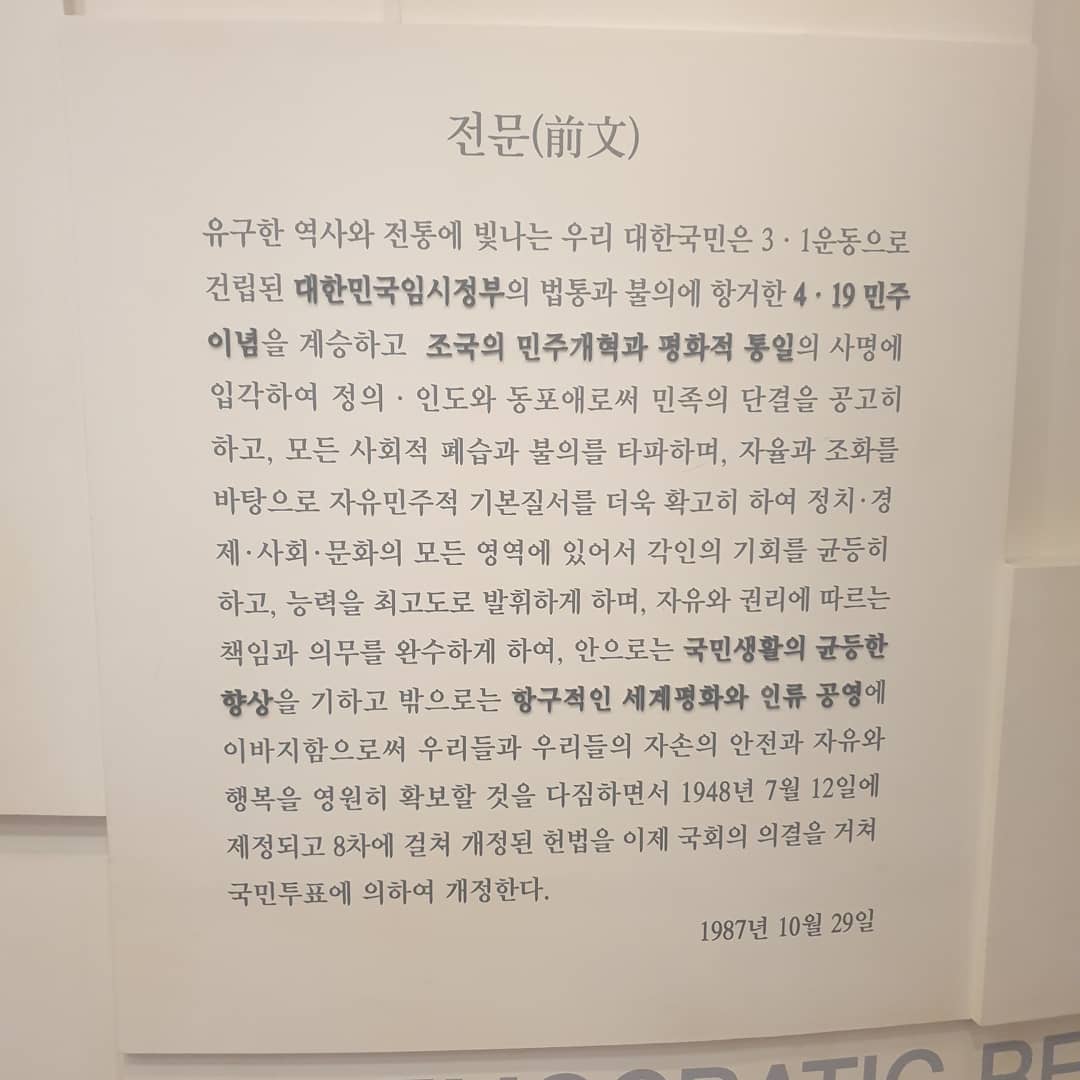 전문(前文)
유구한 역사와 전통에 빛나는 우리 대한국민은 3·1운동으로
건립된 대한민국임시정부의 법통과 불의에 항거한 4·19 민주
이념을 계승하고 조국의 민주개혁과 평화적 통일의 사명에
입각하여 정의·인도와 동포애로써 민족의 단결을 공고히
하고, 모든 사회적 폐습과 불의를 타파하며, 자율과 조화를
바탕으로 자유민주적 기본질서를 더욱 확고히 하여 정치·경
제·사회·문화의 모든 영역에 있어서 각인의 기회를 균등히
하고, 능력을 최고도로 발휘하게 하며, 자유와 권리에 따르는
책임과 의무를 완수하게 하여, 안으로는 국민생활의 균등한
향상을 기하고 밖으로는 항구적인 세계평화와 인류 공영에
이바지함으로써 우리들과 우리들의 자손의 안전과 자유와
행복을 영원히 확보할 것을 다짐하면서 1948년 7월 12일에
제정되고 8차에 걸쳐 개정된 헌법을 이제 국회의 의결을 거쳐
국민투표에 의하여 개정한다.
1987년 10월 29일